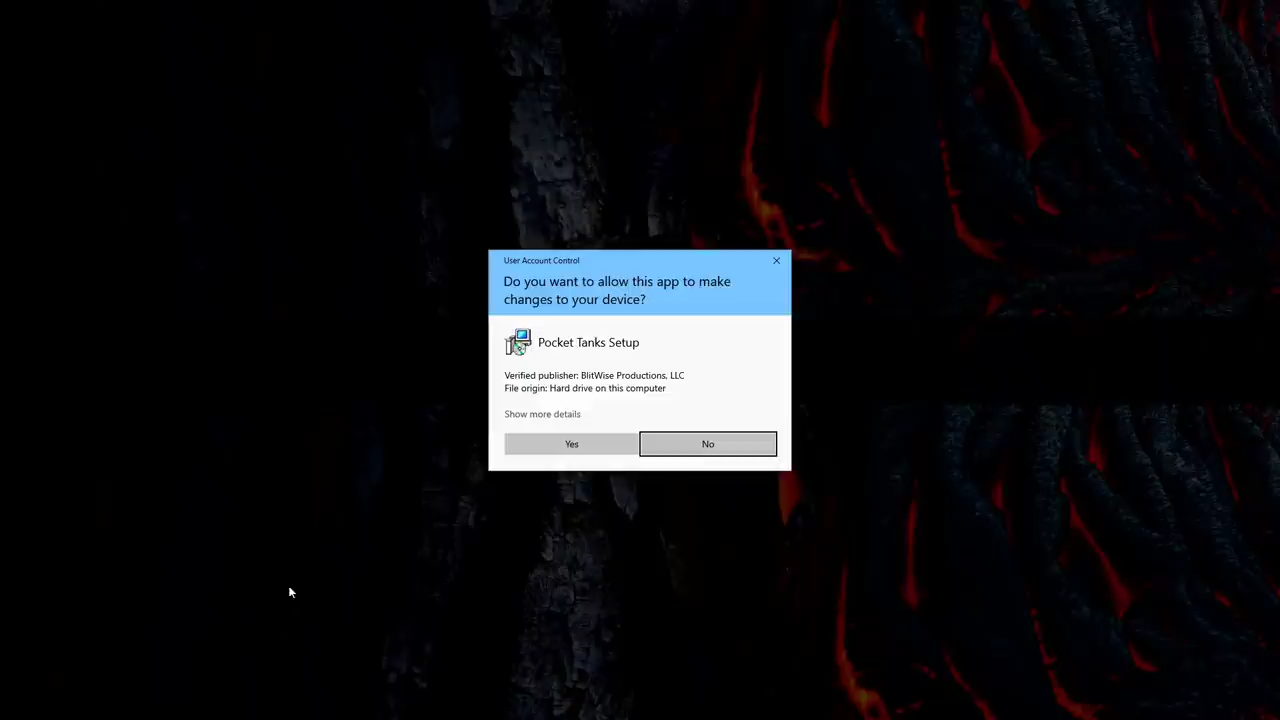 User Account Control
Do you want to allow this app to make
changes to your device?
Pocket Tanks Setup
Verified publisher: BlitWise Productions, LLC
File origin: Hard drive on this computer
Show more details
Yes
No